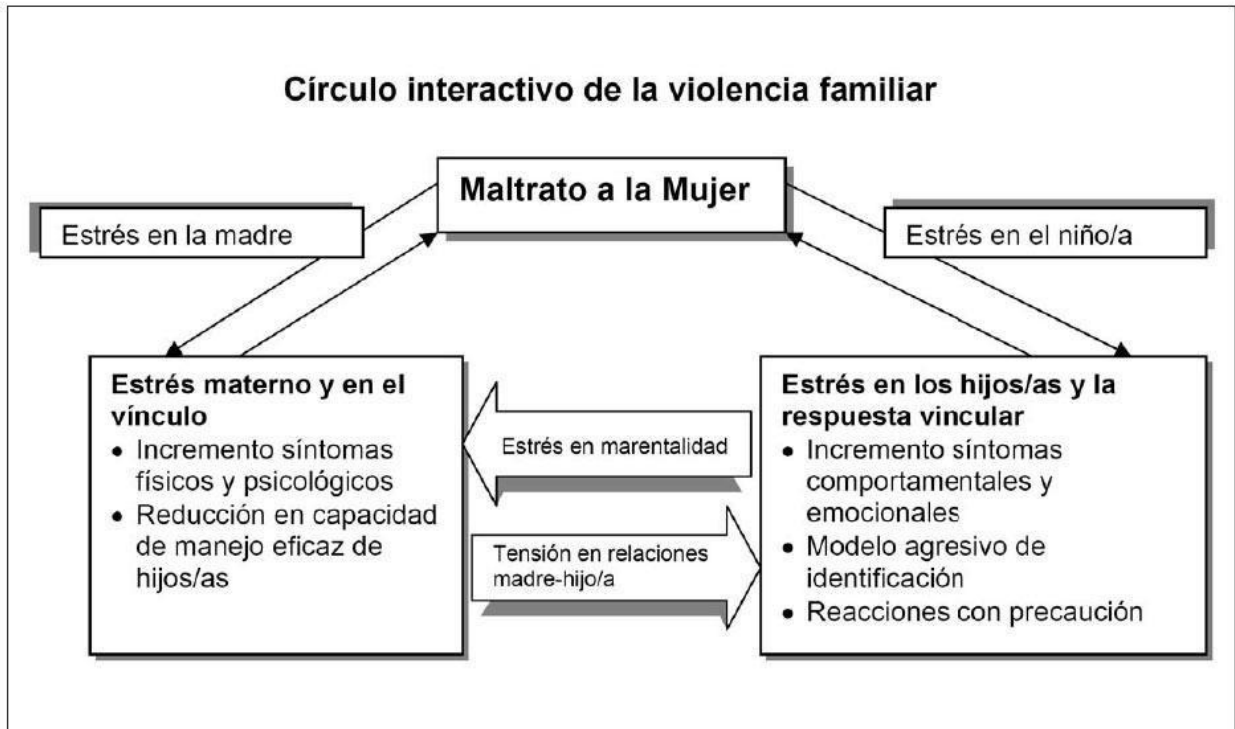 Círculo interactivo de la violencia familiar
Maltrato a la Mujer
Estrés en la madre
Estrés en el niño/a
Estrés materno y en el
vínculo
• Incremento síntomas
físicos y psicológicos
• Reducción en capacidad
de manejo eficaz de
hijos/as
Estrés en marentalidad
Tensión en relaciones
madre-hijo/a
Estrés en los hijos/as y la
respuesta vincular
• Incremento síntomas
comportamentales y
emocionales
• Modelo agresivo de
identificación
• Reacciones con precaución